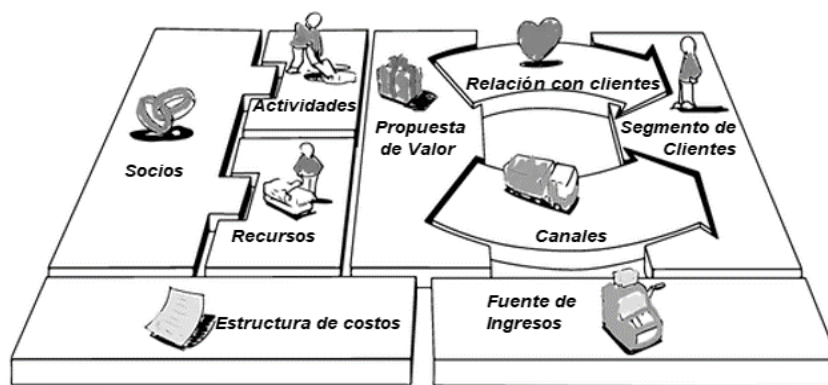 Socios
Actividades
Recursos
Propuesta
de Valor
Relación con clientes
Canales
Segmento de
Clientes
Estructura de costos
Fuente de
Ingresos